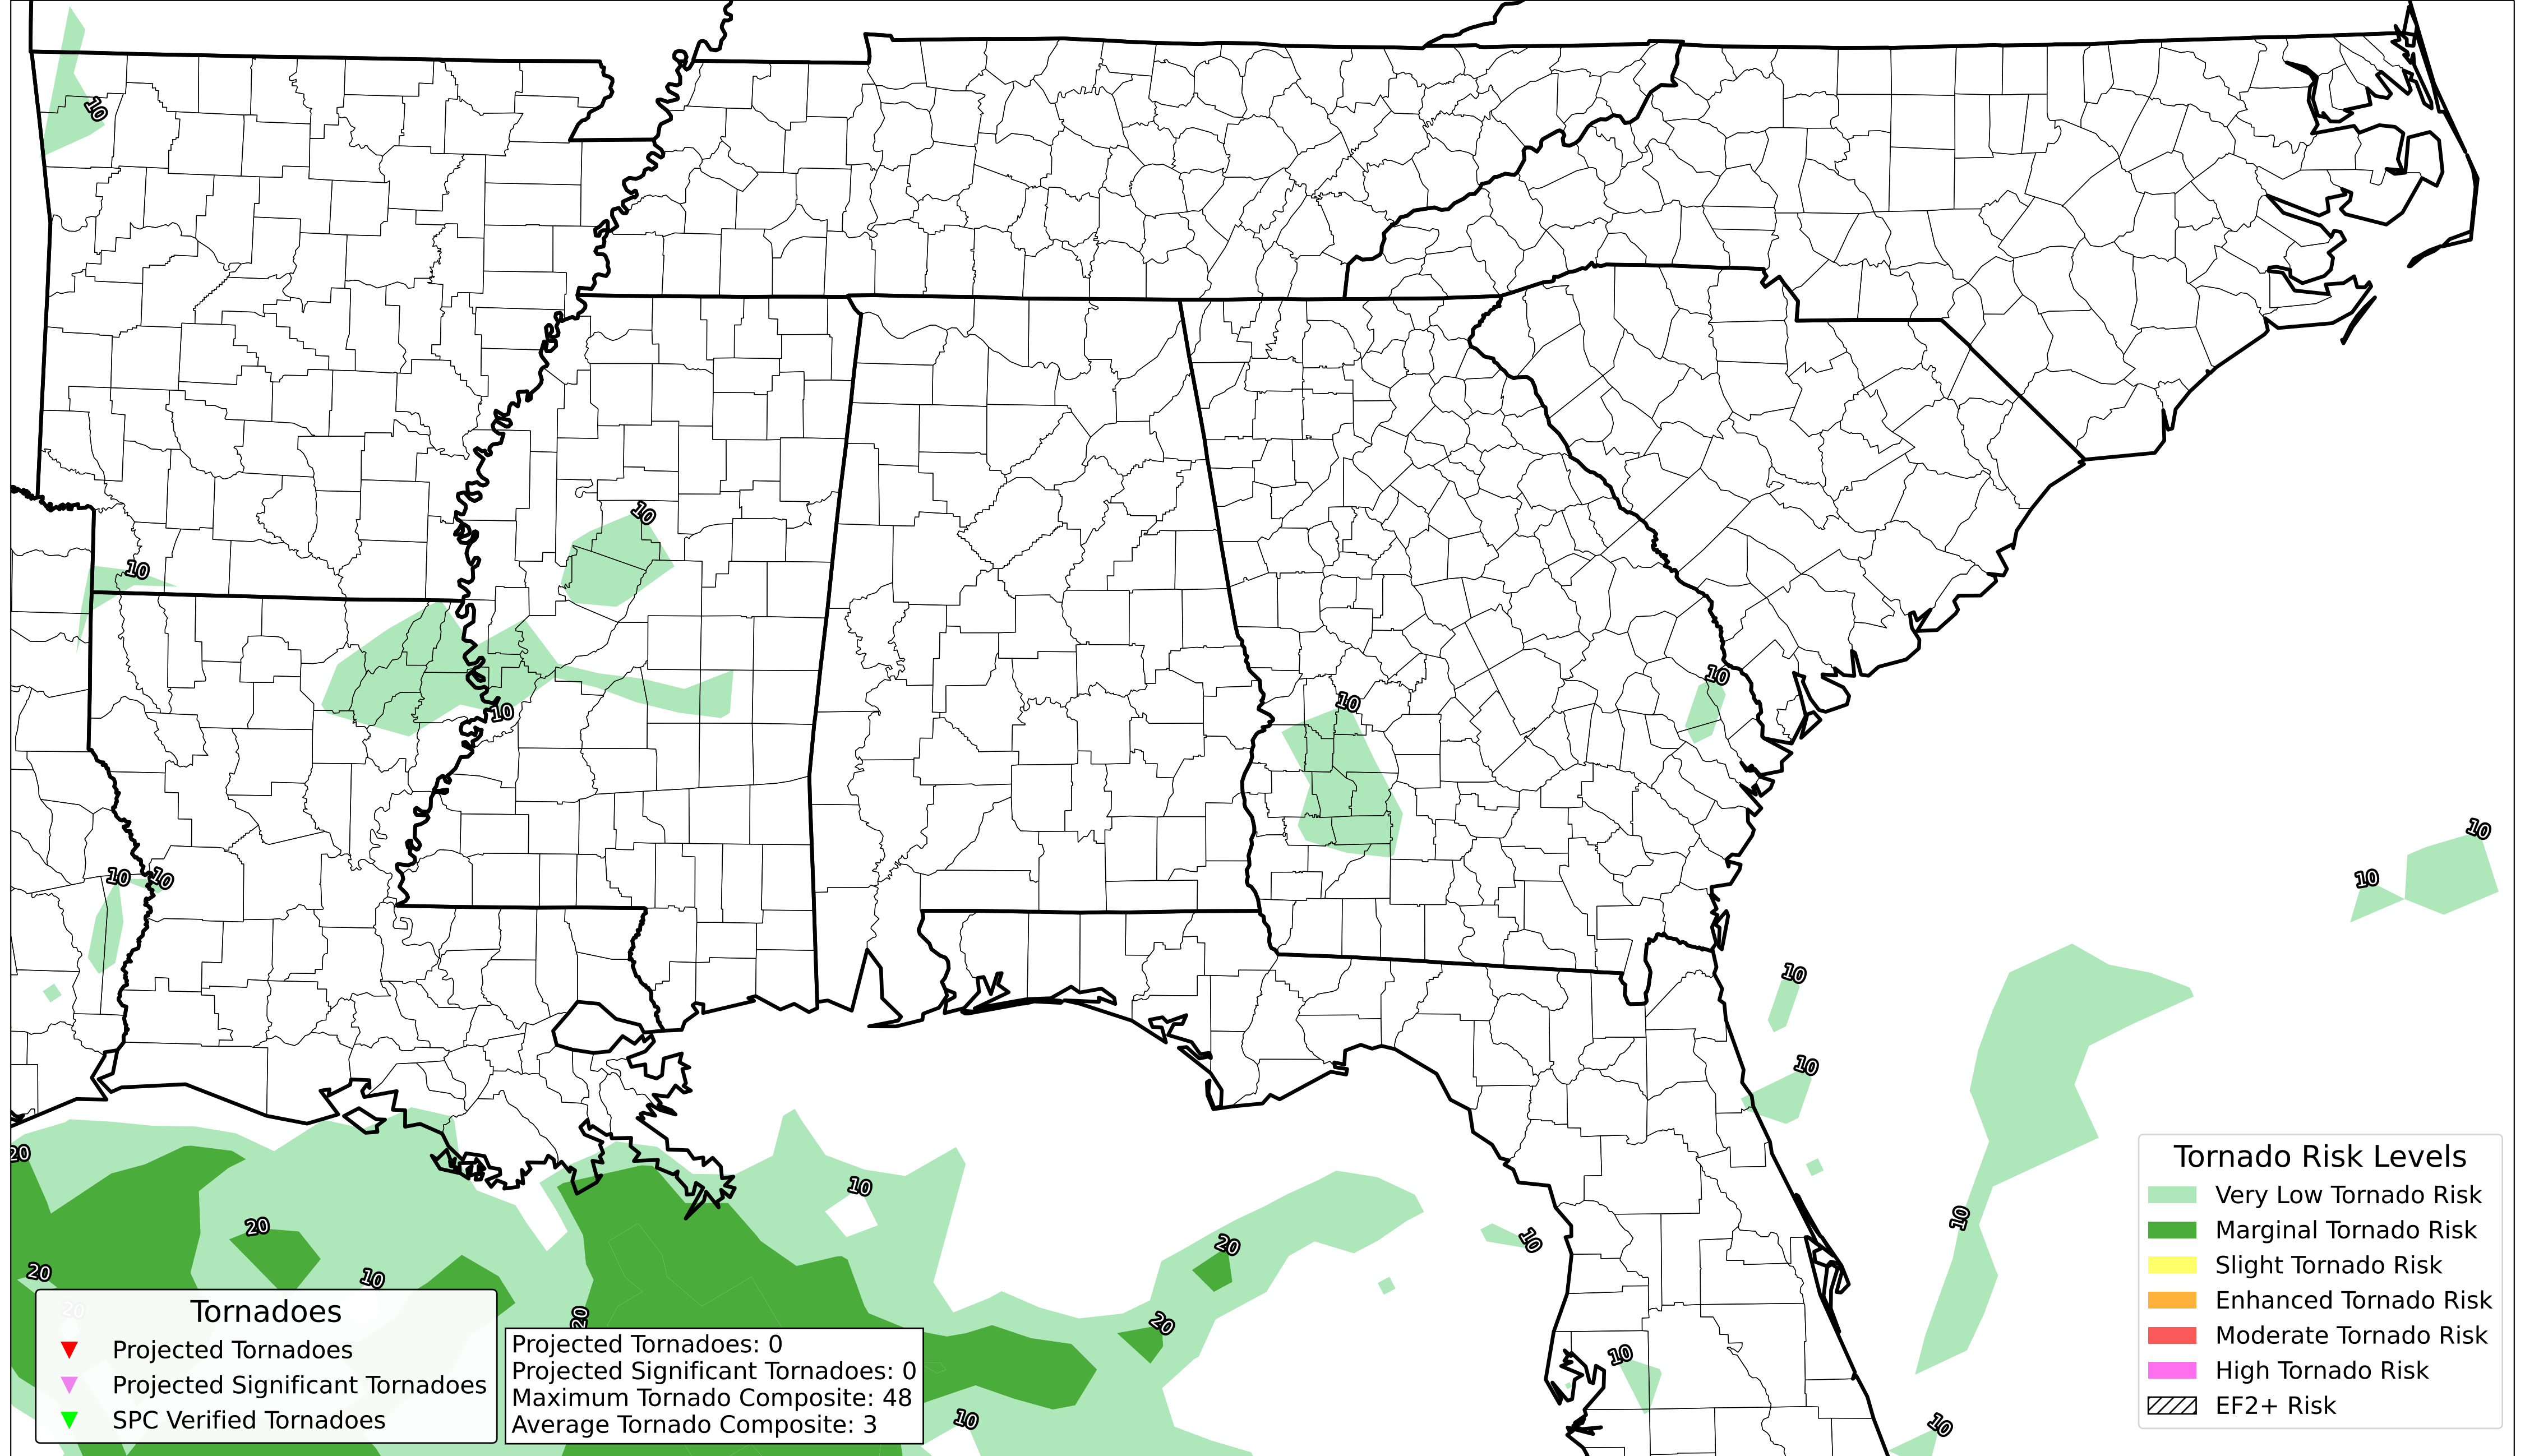 10
10
10
10
10
10
10
10
10
10
10
10
10
20
10
20
10
20
20
10
20
20
20
10
10
10
10
Tornadoes
Projected Tornadoes
Projected Significant Tornadoes
SPC Verified Tornadoes
Projected Tornadoes: 0
Projected Significant Tornadoes: 0
Maximum Tornado Composite: 48
Average Tornado Composite: 3
Tornado Risk Levels
Very Low Tornado Risk
Marginal Tornado Risk
Slight Tornado Risk
Enhanced Tornado Risk
Moderate Tornado Risk
High Tornado Risk
EF2+ Risk